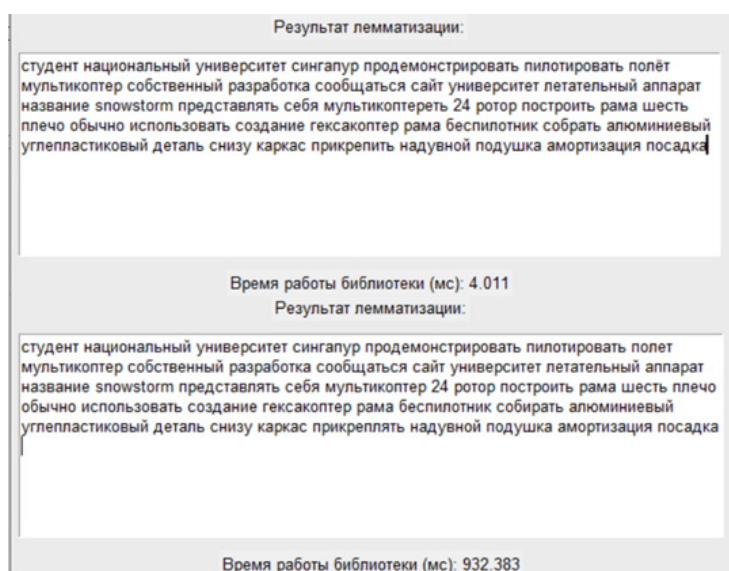 Результат лемматизации:
студент национальный университет сингапур продемонстрировать пилотировать полёт
мультикоптер собственный разработка сообщаться сайт университет летательный аппарат
название snowstorm представлять себя мультикоптереть 24 ротор построить рама шесть
плечо обычно использовать создание гексакоптер рама беспилотник собрать алюминиевый
углепластиковый деталь снизу каркас прикрепить надувной подушка амортизация посадка
Время работы библиотеки (мс): 4.011
Результат лемматизации:
студент национальный университет сингапур продемонстрировать пилотировать полет
мультикоптер собственный разработка сообщаться сайт университет летательный аппарат
название snowstorm представлять себя мультикоптер 24 ротор построить рама шесть плечо
обычно использовать создание гексакоптер рама беспилотник собирать алюминиевый
углепластиковый деталь снизу каркас прикреплять надувной подушка амортизация посадка
Время работы библиотеки (мс): 932.383